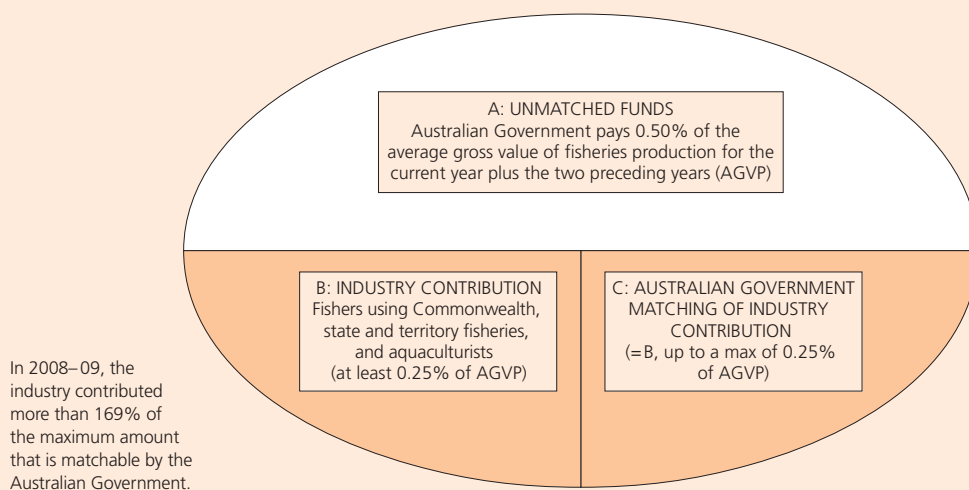 A: UNMATCHED FUNDS
Australian Government pays 0.50% of the
average gross value of fisheries production for the
current year plus the two preceding years (AGVP)
B: INDUSTRY CONTRIBUTION
Fishers using Commonwealth,
state and territory fisheries,
and aquaculturists
(at least 0.25% of AGVP)
C: AUSTRALIAN GOVERNMENT
MATCHING OF INDUSTRY
CONTRIBUTION
(=B, up to a max of 0.25%
of AGVP)
In 2008–09, the
industry contributed
more than 169% of
the maximum amount
that is matchable by the
Australian Government.